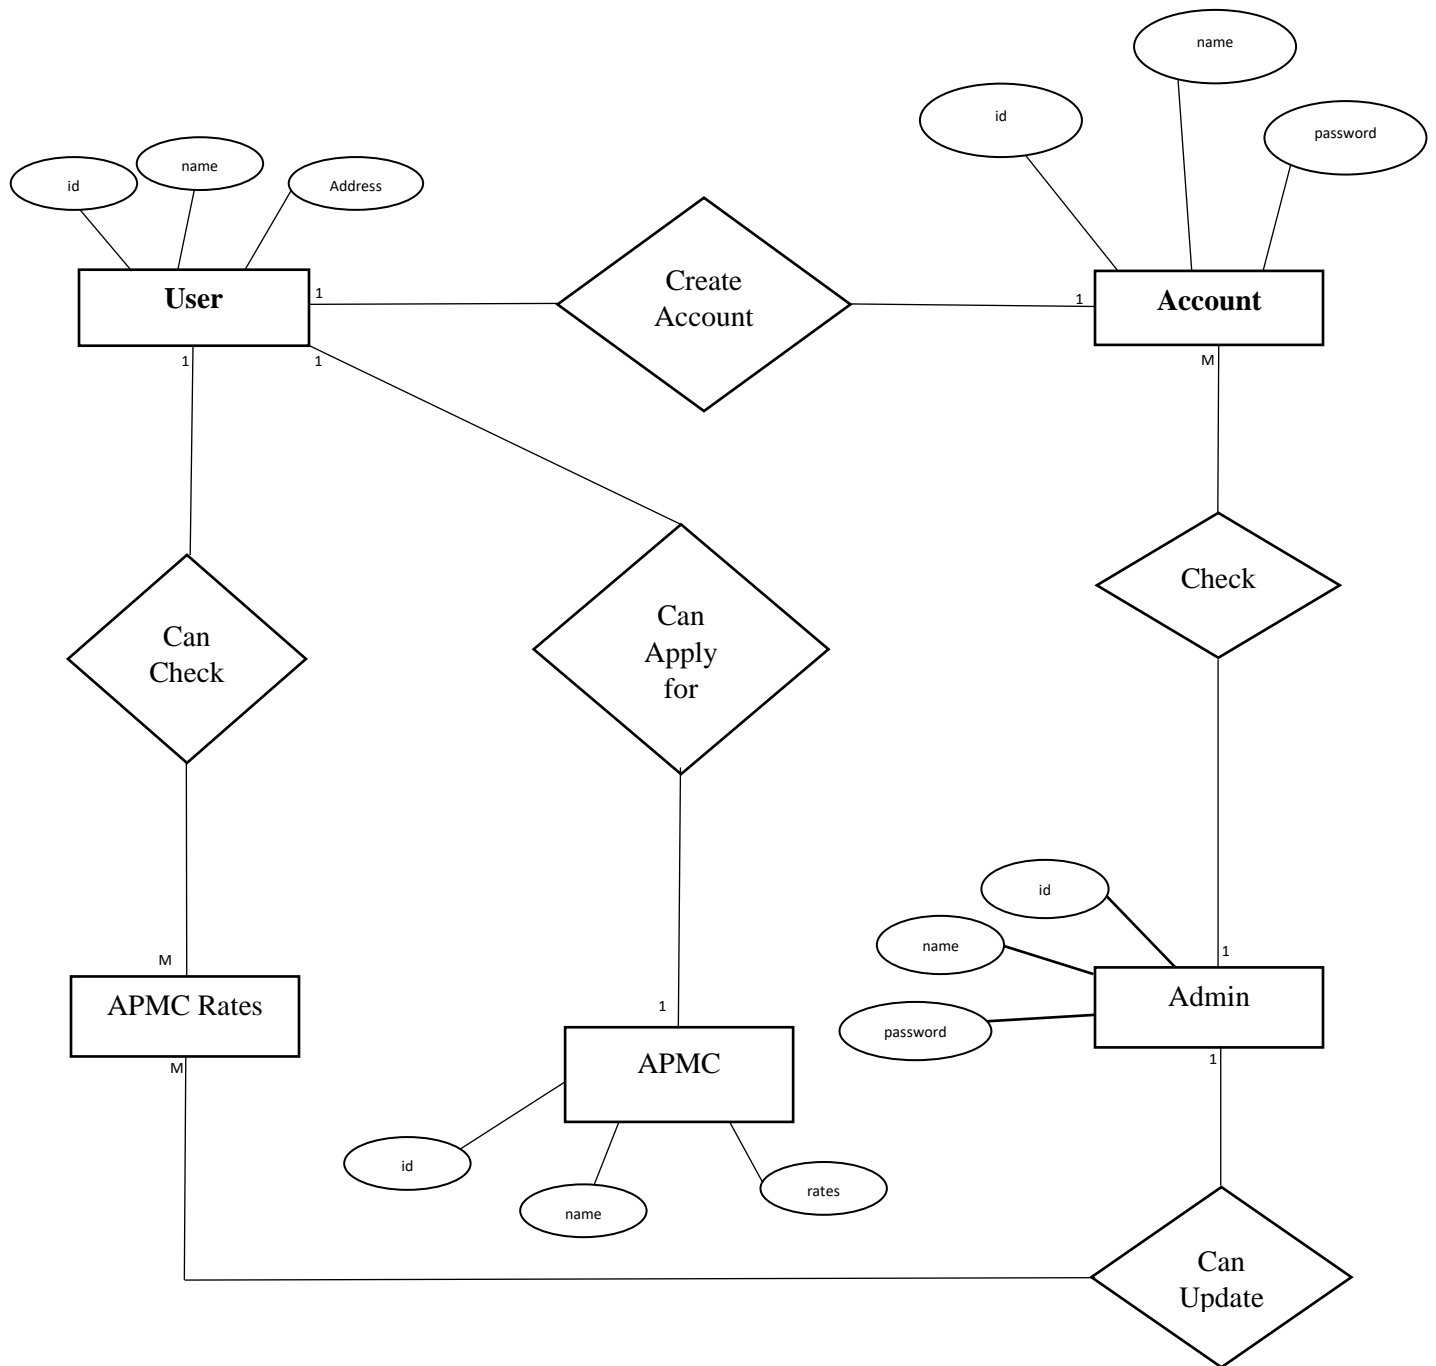 name
id
password
name
id
Address
Create
Account
User
Account
1
1
1
1
M
Check
Can
Check
Can
Apply
for
id
name
M
1
1
APMC Rates
Admin
password
M
APMC
1
id
name
rates
Can
Update